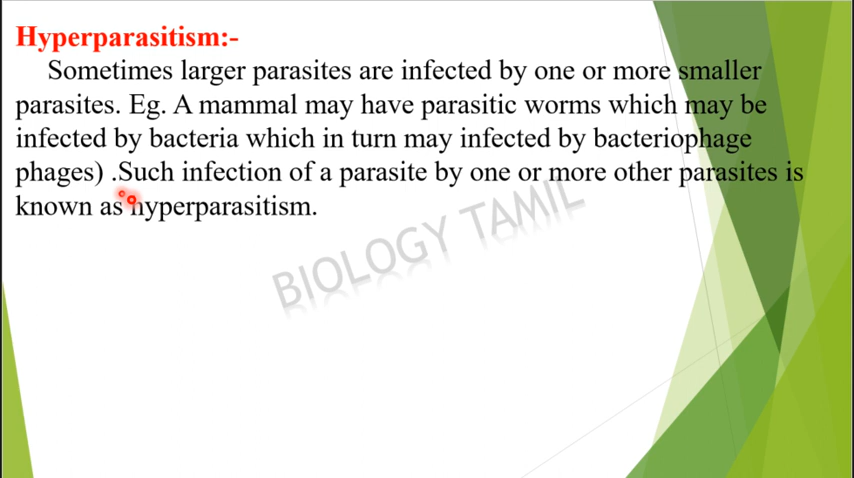 Hyperparasitism:-
Sometimes larger parasites are infected by one or more smaller
parasites. Eg. A mammal may have parasitic worms which may be
infected by bacteria which in turn may infected by bacteriophage
phages) .Such infection of a parasite by one or more other parasites is
known as hyperparasitism.
BIOLOGY TAMIL